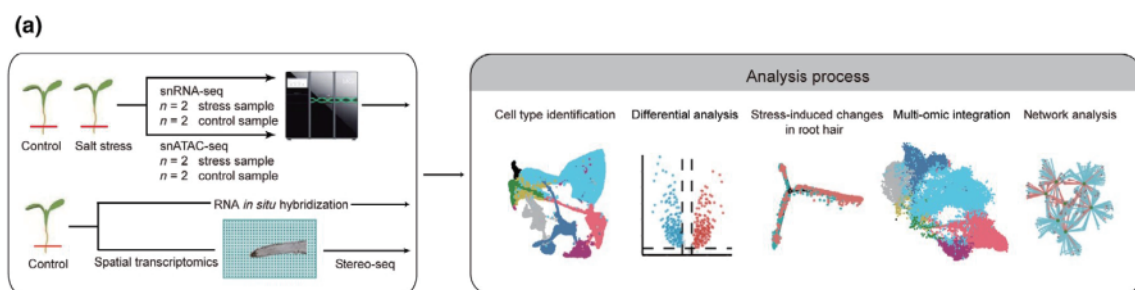 (a)
Analysis process
snRNA-seq
n = 2 stress sample
n = 2 control sample
Control
Salt stress
snATAC-seq
n = 2 stress sample
n = 2 control sample
RNA in situ hybridization
Control
Spatial transcriptomics
Stereo-seq
Cell type identification
Differential analysis
Stress-induced changes
in root hair
Multi-omic integration
Network analysis